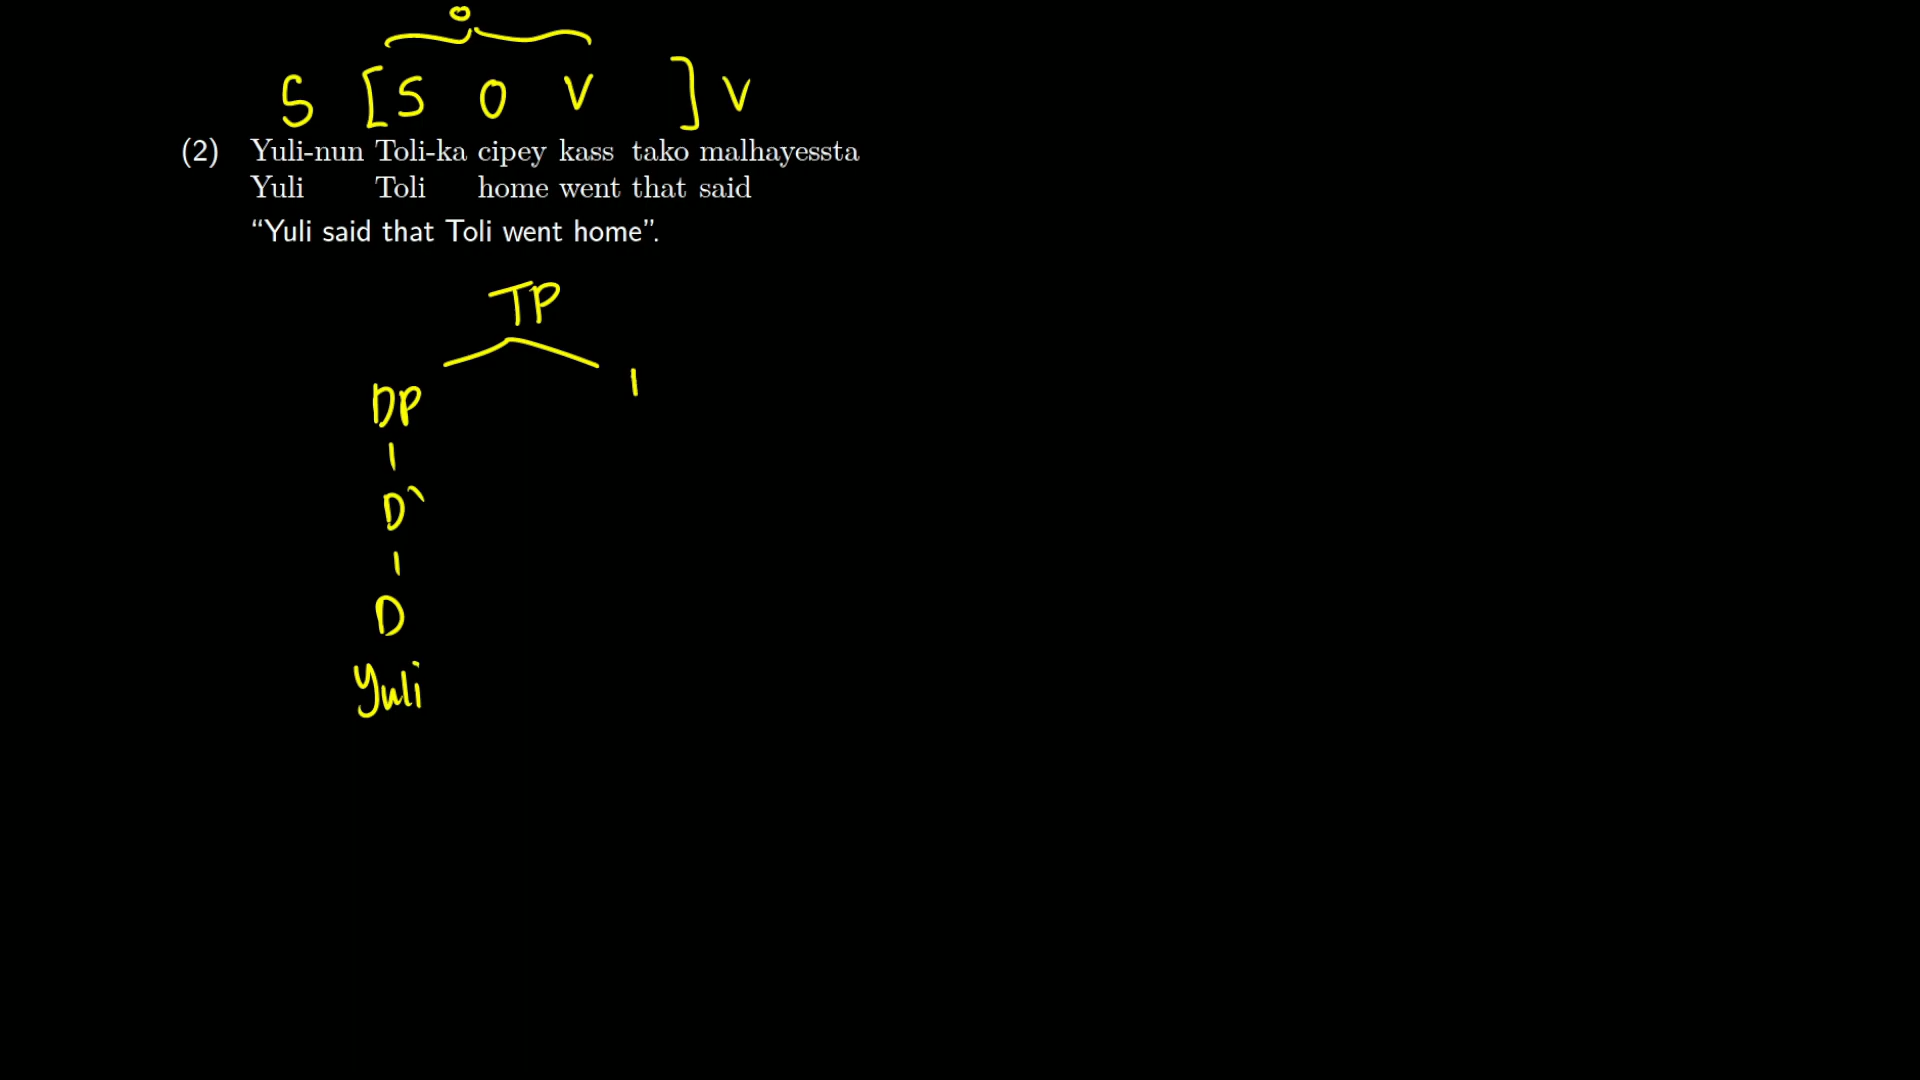 O
S [ S O V ] V
(2) Yuli-nun Toli-ka cipey kass tako malhayessta
Yuli Toli home went that said
“Yuli said that Toli went home”.
TP
DP
D`
D
Yuli